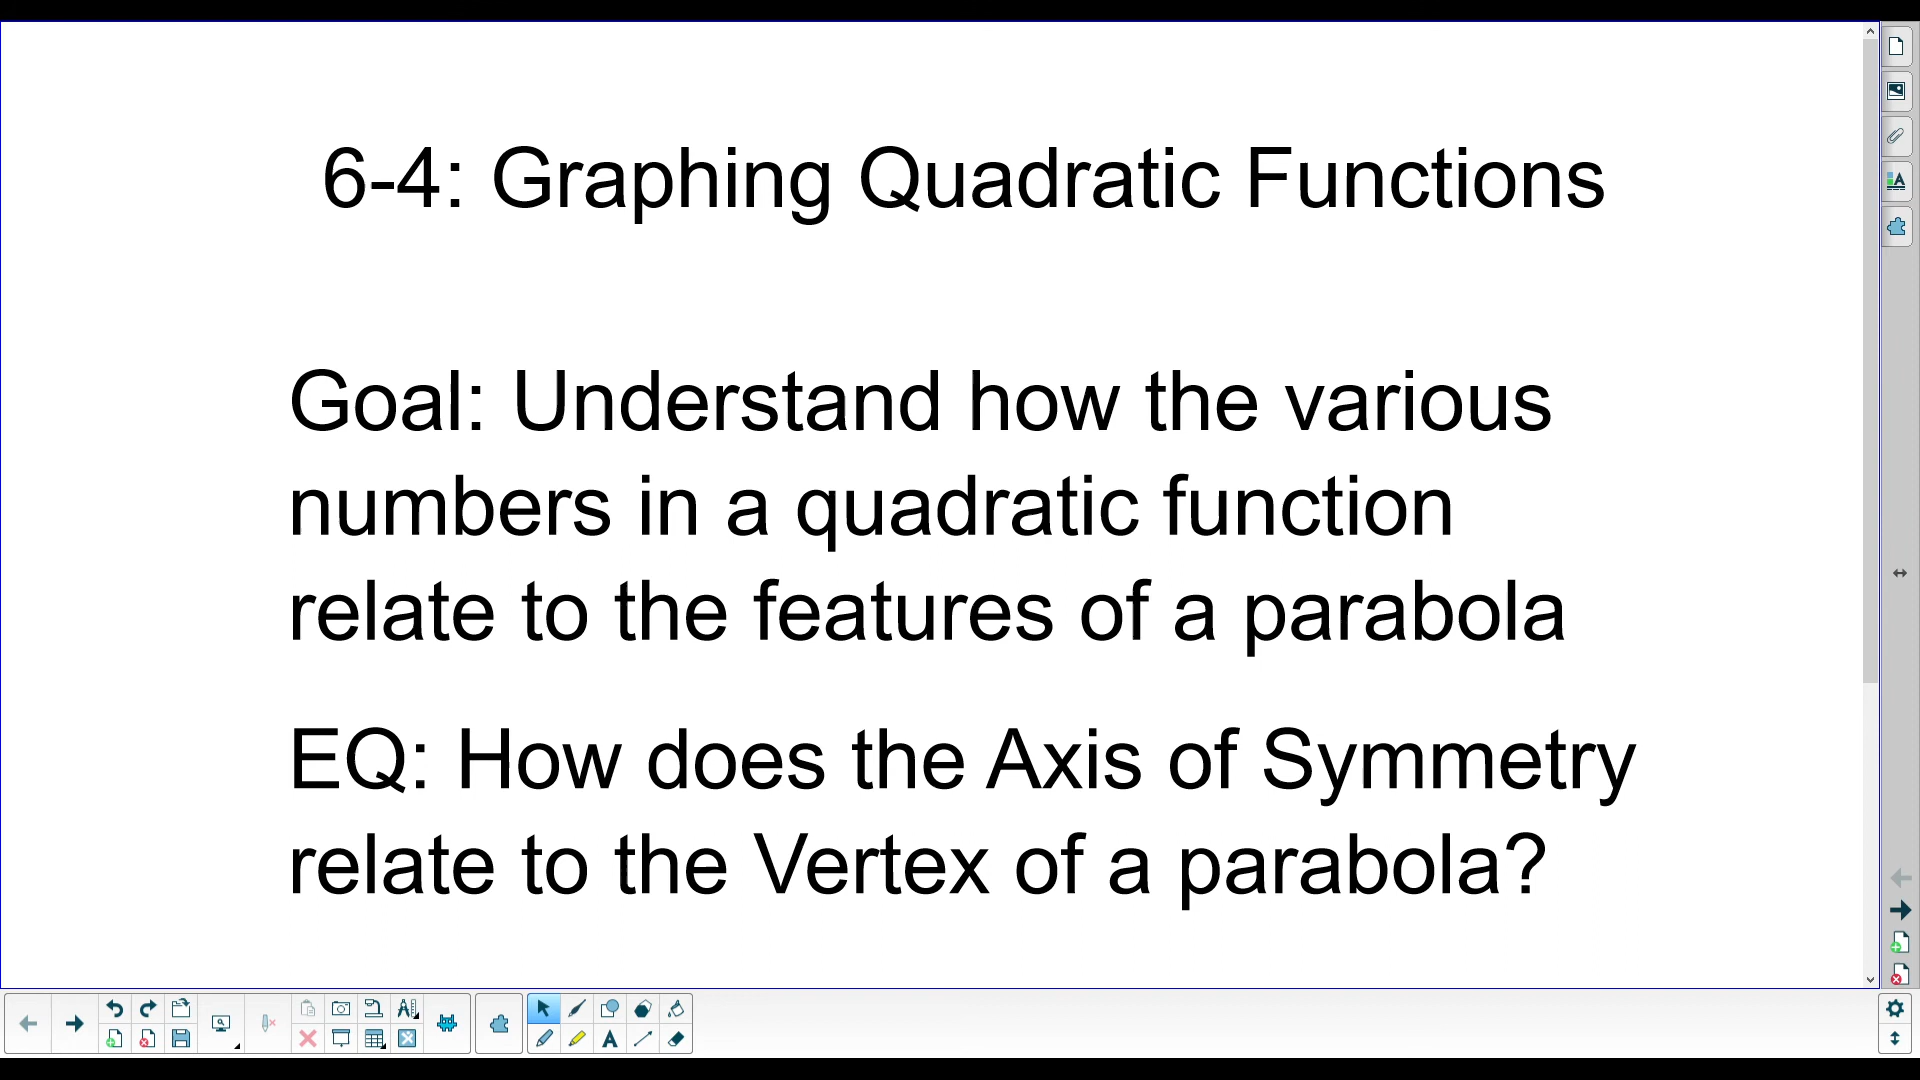 6-4: Graphing Quadratic Functions
Goal: Understand how the various
numbers in a quadratic function
relate to the features of a parabola
EQ: How does the Axis of Symmetry
relate to the Vertex of a parabola?